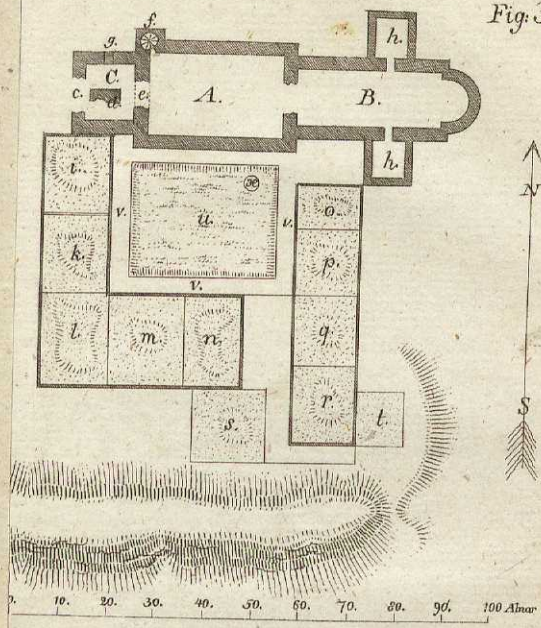 Fig: 3
f.
g. h.
C.
c. d. e. A. B.
h.
i. æ N
v. u. v. o.
k. p.
v.
l. m. n. q.
r. t. S
s.
0. 10. 20. 30. 40. 50. 60. 70. 80. 90. 100 Alnar